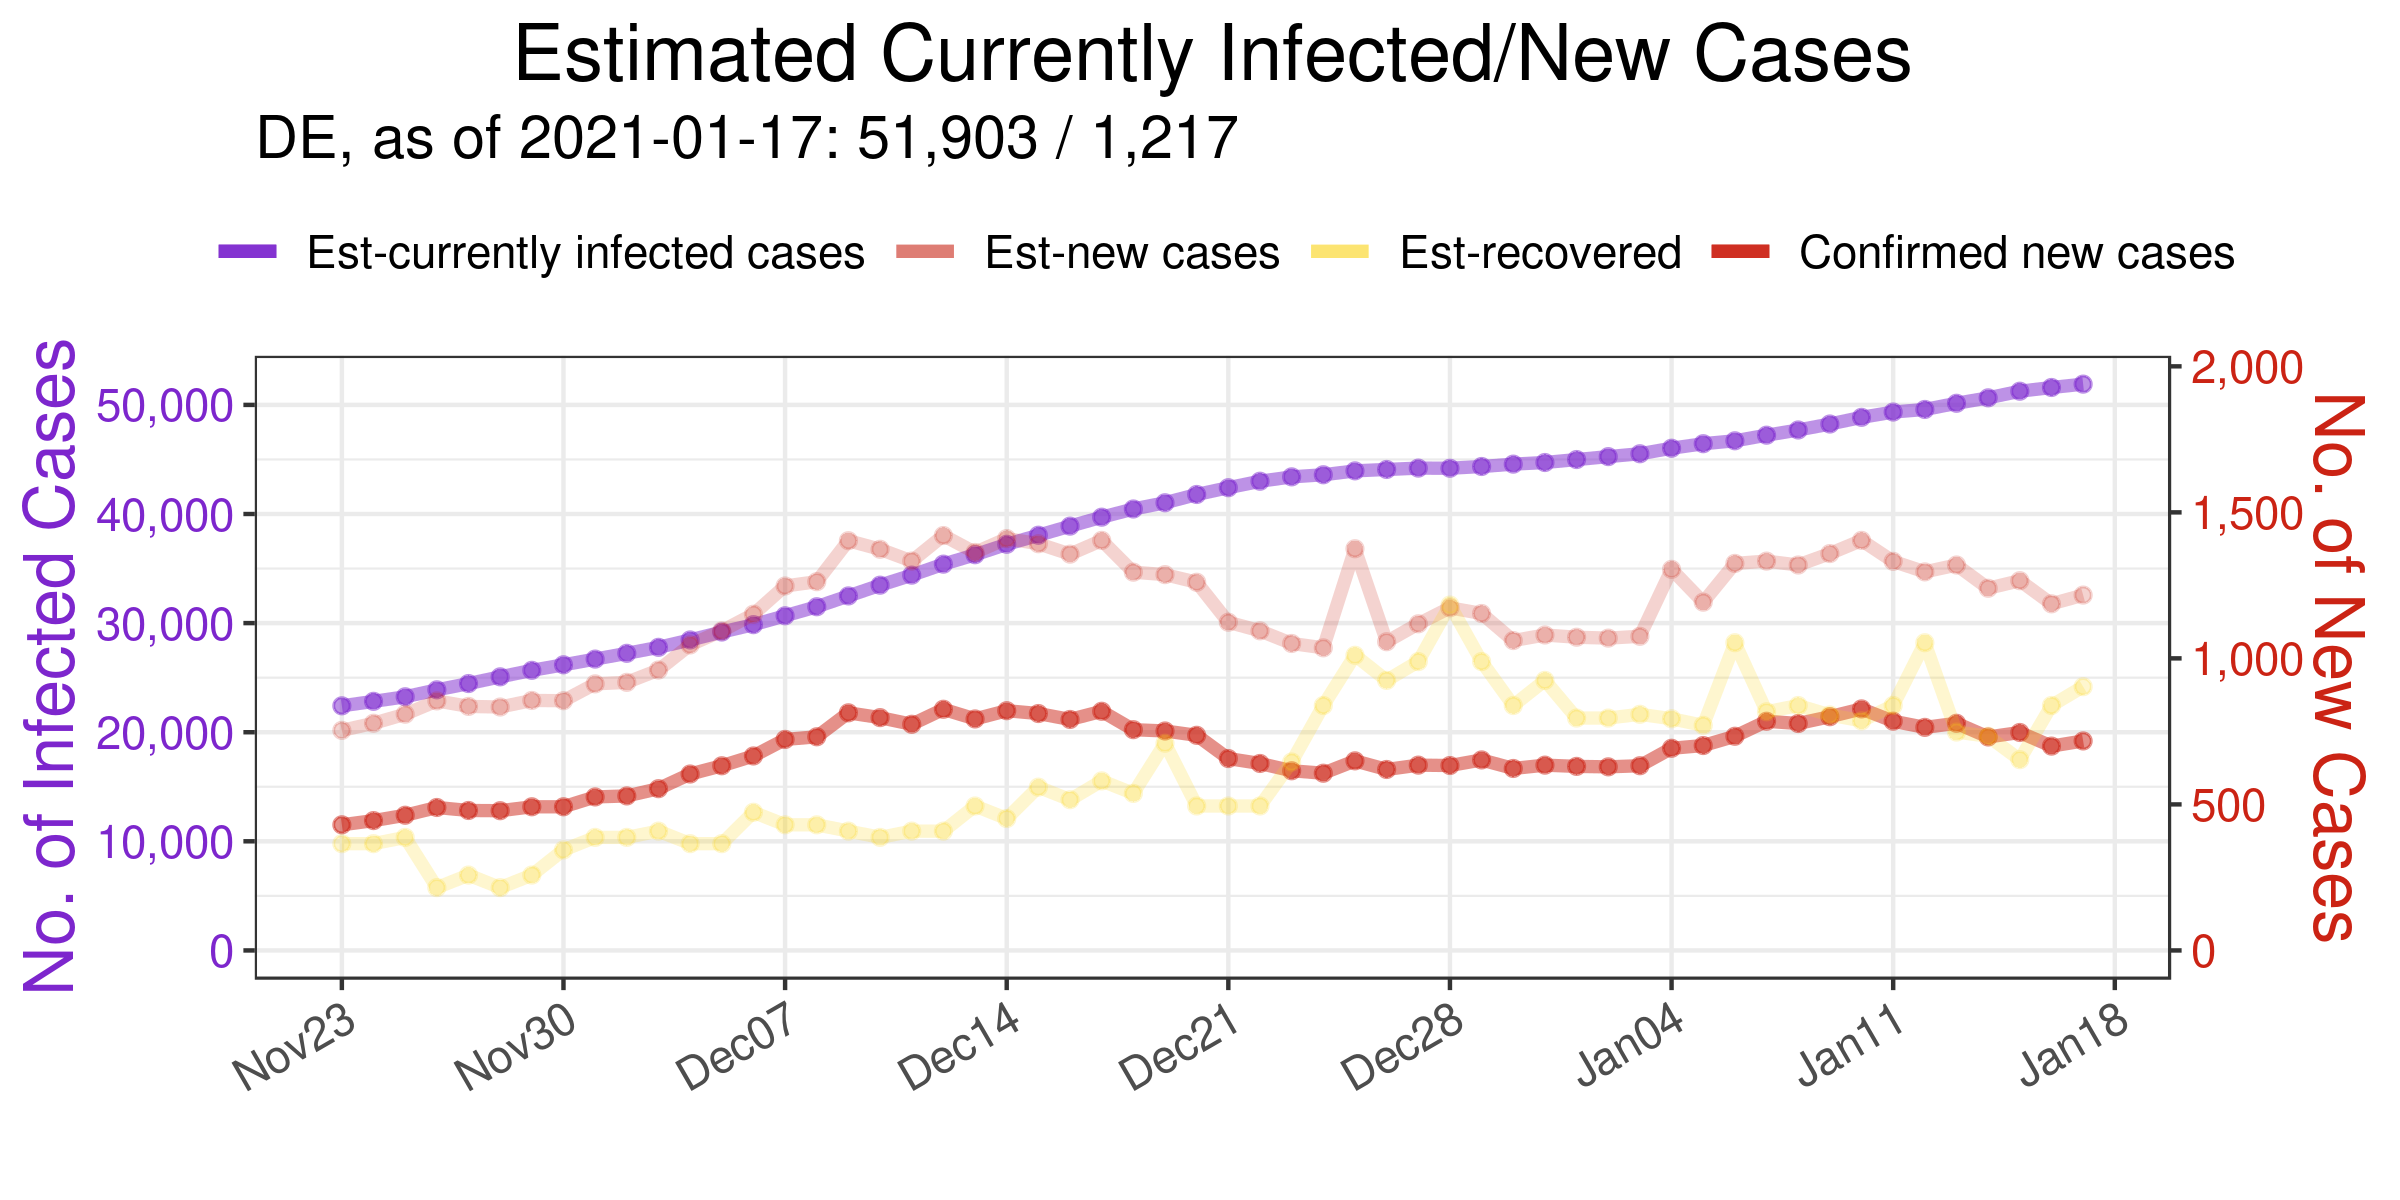 Estimated Currently Infected/New Cases
DE, as of 2021-01-17: 51,903 / 1,217
Est-currently infected cases Est-new cases Est-recovered Confirmed new cases
No. of Infected Cases
50,000
40,000
30,000
20,000
10,000
0
2,000
1,500
1,000
500
0
No. of New Cases
Nov23 Nov30 Dec07 Dec14 Dec21 Dec28 Jan04 Jan11 Jan18